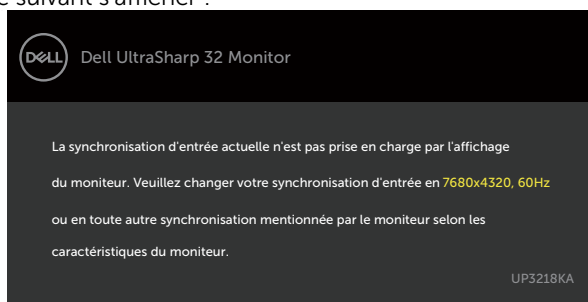 suivant s'afficher :
DELL
Dell UltraSharp 32 Monitor
La synchronisation d'entrée actuelle n'est pas prise en charge par l'affichage
du moniteur. Veuillez changer votre synchronisation d'entrée en 7680x4320, 60Hz
ou en toute autre synchronisation mentionnée par le moniteur selon les
caractéristiques du moniteur.
UP3218KA